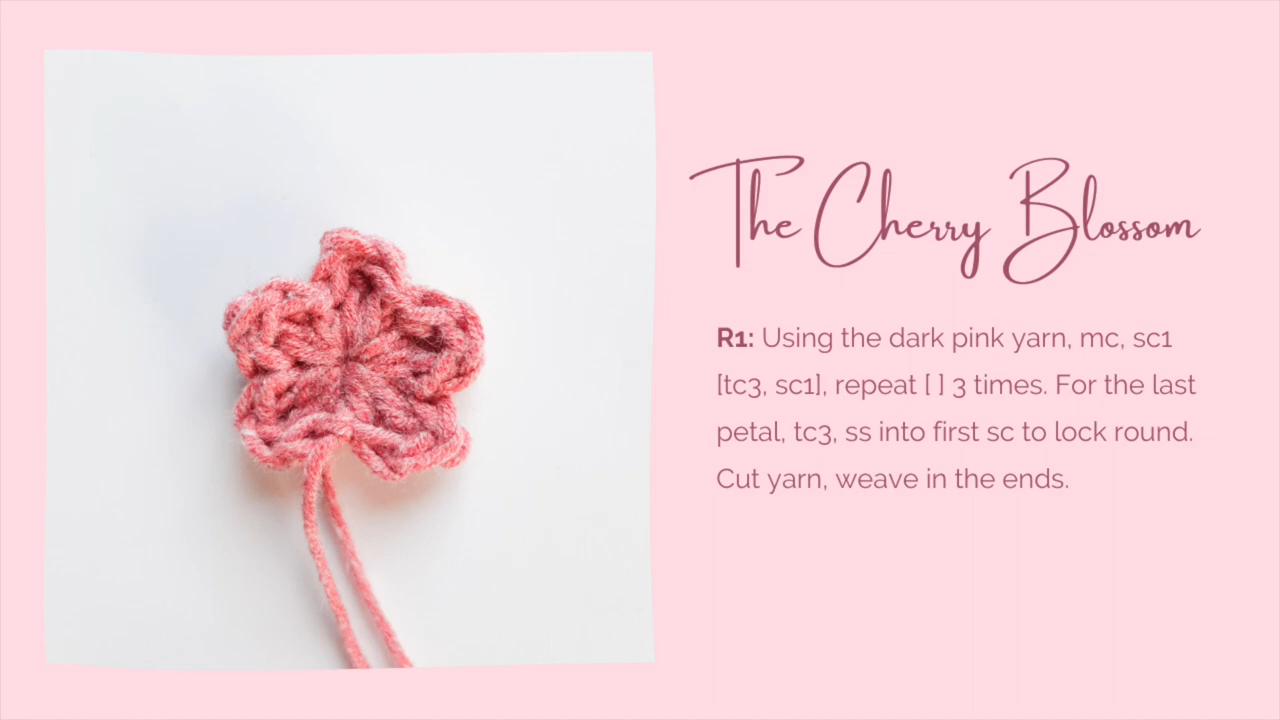 The Cherry Blossom
R1: Using the dark pink yarn, mc, sc1
[tc3, sc1], repeat [ ] 3 times. For the last
petal, tc3, ss into first sc to lock round.
Cut yarn, weave in the ends.